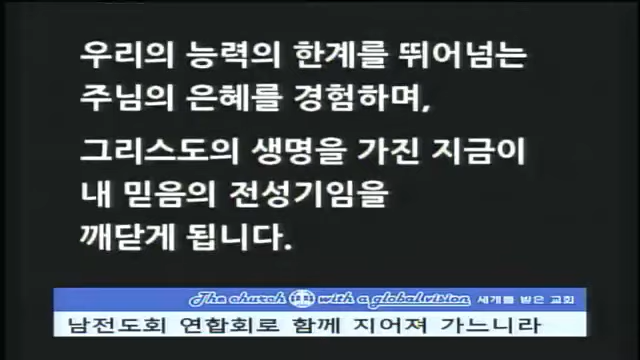 우리의 능력의 한계를 뛰어넘는
주님의 은혜를 경험하며,
그리스도의 생명을 가진 지금이
내 믿음의 전성기임을
깨닫게 됩니다.
The church with a global vision 세계를 받은 교회
남전도회 연합회로 함께 지어져 가느니라